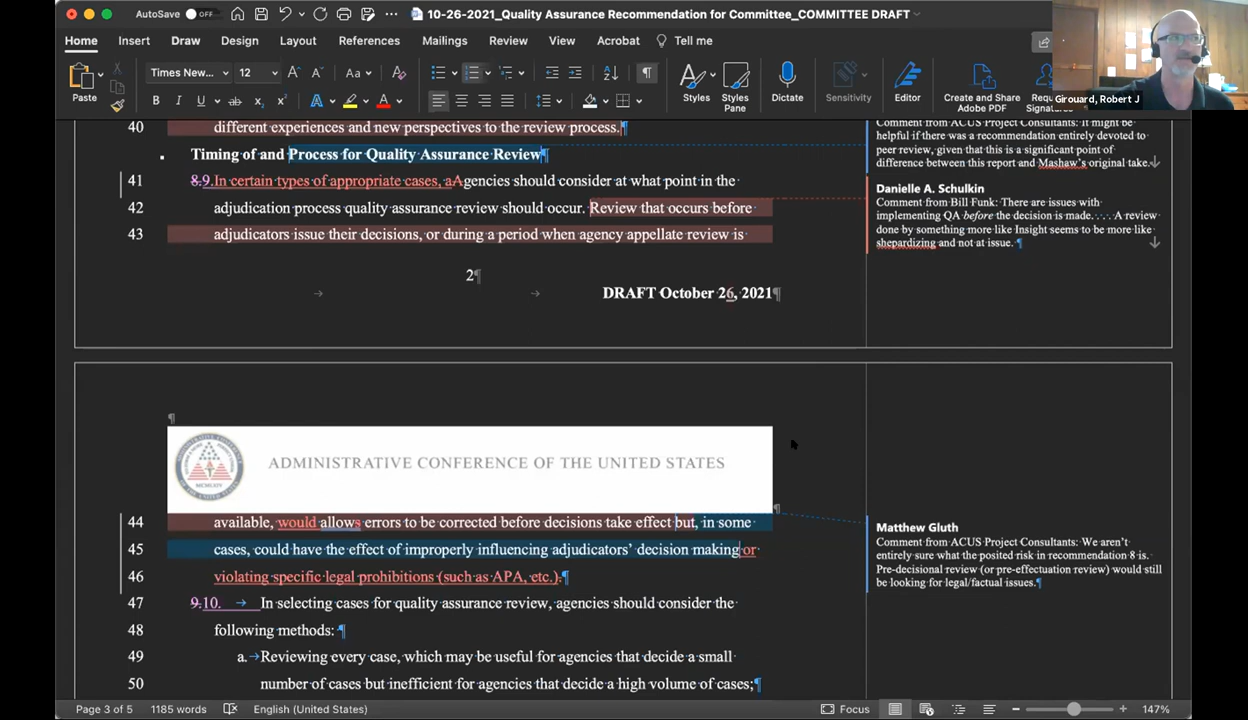 AutoSave OFF 10-26-2021_Quality Assurance Recommendation for Committee_COMMITTEE DRAFT
Home Insert Draw Design Layout References Mailings Review View Acrobat Tell me
Paste
Times New... 12
Aa
B I U ab x₂ x² A A
Styles
Styles Pane
Dictate
Sensitivity
Editor
Create and Share Adobe PDF
Signatures
Girouard, Robert J
40 different experiences and new perspectives to the review process.¶
Timing of and Process for Quality Assurance Review¶
41 8.9.In certain types of appropriate cases, aAgencies should consider at what point in the
42 adjudication process quality assurance review should occur. Review that occurs before
43 adjudicators issue their decisions, or during a period when agency appellate review is
2¶
DRAFT October 26, 2021¶
¶
ADMINISTRATIVE CONFERENCE OF THE UNITED STATES
¶
44 available, would allows errors to be corrected before decisions take effect but, in some
45 cases, could have the effect of improperly influencing adjudicators’ decision making or
46 violating specific legal prohibitions (such as APA, etc.).¶
47 9.10. → In selecting cases for quality assurance review, agencies should consider the
48 following methods: ¶
49 a.→Reviewing every case, which may be useful for agencies that decide a small
50 number of cases but inefficient for agencies that decide a high volume of cases;¶
Comment from ACUS Project Consultants: It might be
helpful if there was a recommendation entirely devoted to
peer review, given that this is a significant point of
difference between this report and Mashaw's original take.
Danielle A. Schulkin
Comment from Bill Funk: There are issues with
implementing QA before the decision is made..... A review
done by something more like Insight seems to be more like
shepardizing and not at issue. ¶
Matthew Gluth
Comment from ACUS Project Consultants: We aren't
entirely sure what the posited risk in recommendation 8 is.
Pre-decisional review (or pre-effectuation review) would still
be looking for legal/factual issues.¶
Page 3 of 5 1185 words English (United States) Focus 147%